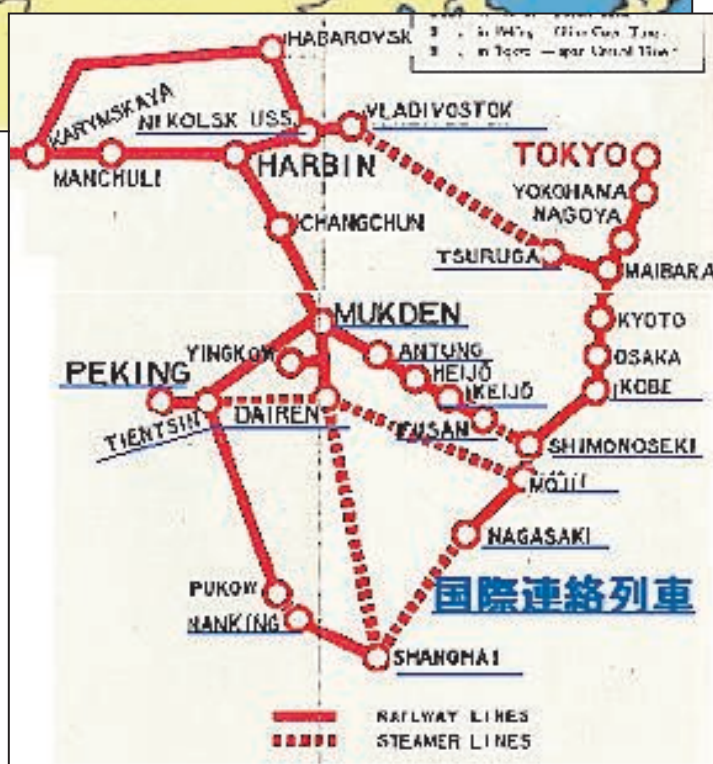 HABAROVSK
KARYMSKAYA
NIKOLSK USS.
VLADIVOSTOK
MANCHULI
HARBIN
TOKYO
YOKOHAMA
NAGOYA
CHANGCHUN
TSURUGA
MAIBARA
MUKDEN
KYOTO
YINGKOW
ANTUNG
OSAKA
PEKING
HEIJŌ
KEIJŌ
KOBE
TIENTSIN
DAIREN
FUSAN
SHIMONOSEKI
MOJI
NAGASAKI
PUKOW
国際連絡列車
NANKING
SHANGHAI
RAILWAY LINES
STEAMER LINES